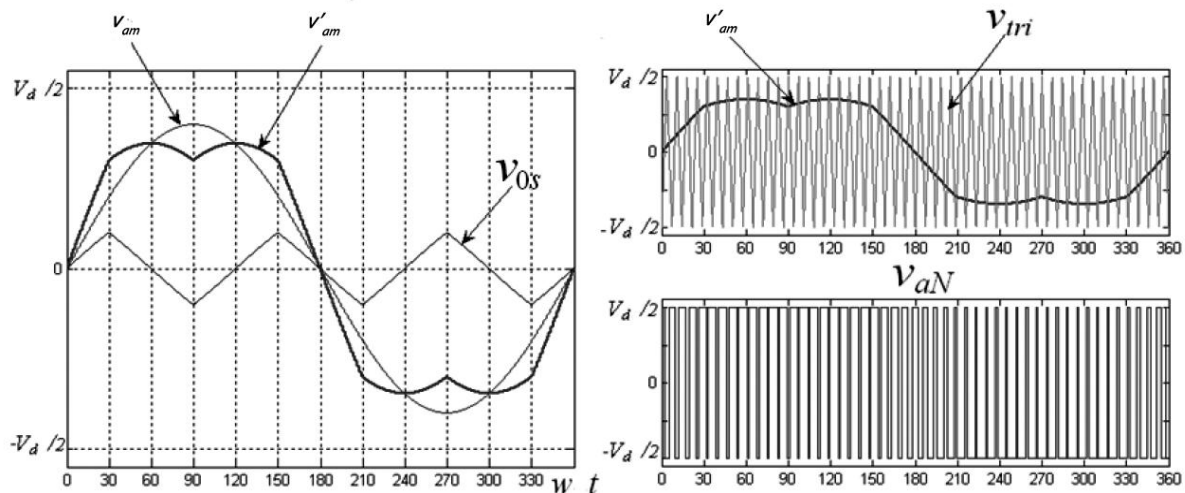 v_am
v'_am
V_d /2
0
-V_d /2
v_0s
0 30 60 90 120 150 180 210 240 270 300 330
w t
v'_am
v_tri
V_d /2
0
-V_d /2
0 30 60 90 120 150 180 210 240 270 300 330 360
v_aN
V_d /2
0
-V_d /2
0 30 60 90 120 150 180 210 240 270 300 330 360